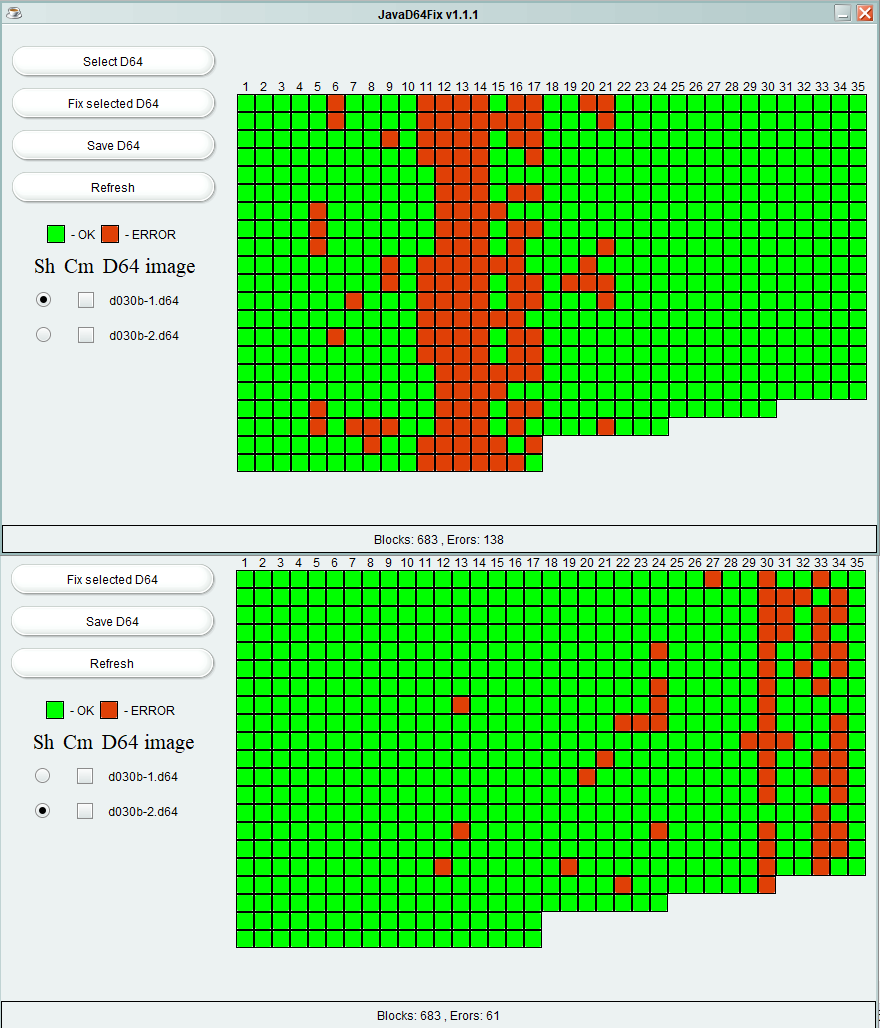 JavaD64Fix v1.1.1
Select D64
Fix selected D64
Save D64
Refresh
- OK - ERROR
Sh Cm D64 image
d030b-1.d64
d030b-2.d64
1 2 3 4 5 6 7 8 9 10 11 12 13 14 15 16 17 18 19 20 21 22 23 24 25 26 27 28 29 30 31 32 33 34 35
Blocks: 683 , Erors: 138
1 2 3 4 5 6 7 8 9 10 11 12 13 14 15 16 17 18 19 20 21 22 23 24 25 26 27 28 29 30 31 32 33 34 35
Fix selected D64
Save D64
Refresh
- OK - ERROR
Sh Cm D64 image
d030b-1.d64
d030b-2.d64
Blocks: 683 , Erors: 61